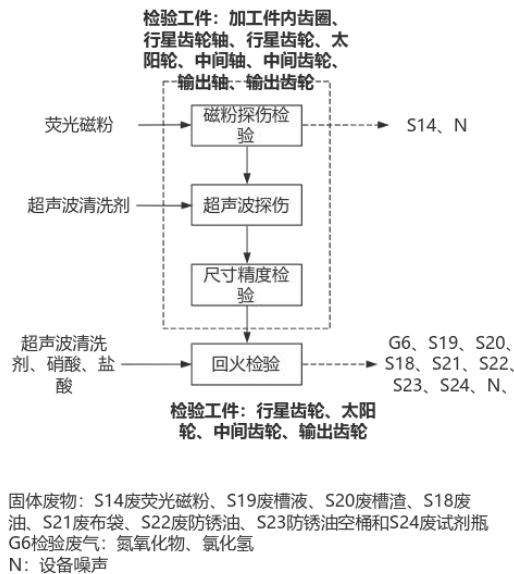 检验工件：加工件内齿圈、
行星齿轮轴、行星齿轮、太
阳轮、中间轴、中间齿轮、
输出轴、输出齿轮
荧光磁粉
磁粉探伤检
验
S14、N
超声波清洗剂
超声波探伤
尺寸精度检
验
超声波清洗
剂、硝酸、盐
酸
回火检验
G6、S19、S20、
S18、S21、S22、
S23、S24、N、
检验工件：行星齿轮、太阳
轮、中间齿轮、输出齿轮
固体废物：S14废荧光磁粉、S19废槽液、S20废槽渣、S18废
油、S21废布袋、S22废防锈油、S23防锈油空桶和S24废试剂瓶
G6检验废气：氮氧化物、氯化氢
N：设备噪声